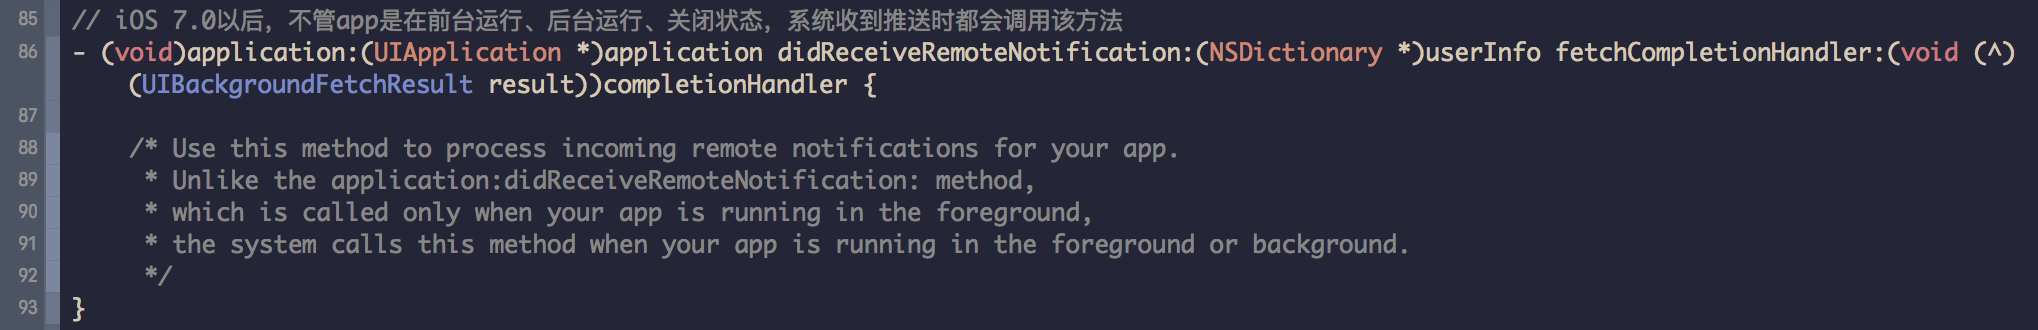 85 // iOS 7.0以后，不管app是在前台运行、后台运行、关闭状态，系统收到推送时都会调用该方法
86 - (void)application:(UIApplication *)application didReceiveRemoteNotification:(NSDictionary *)userInfo fetchCompletionHandler:(void (^)
(UIBackgroundFetchResult result))completionHandler {
87
88 /* Use this method to process incoming remote notifications for your app.
89 * Unlike the application:didReceiveRemoteNotification: method,
90 * which is called only when your app is running in the foreground,
91 * the system calls this method when your app is running in the foreground or background.
92 */
93 }